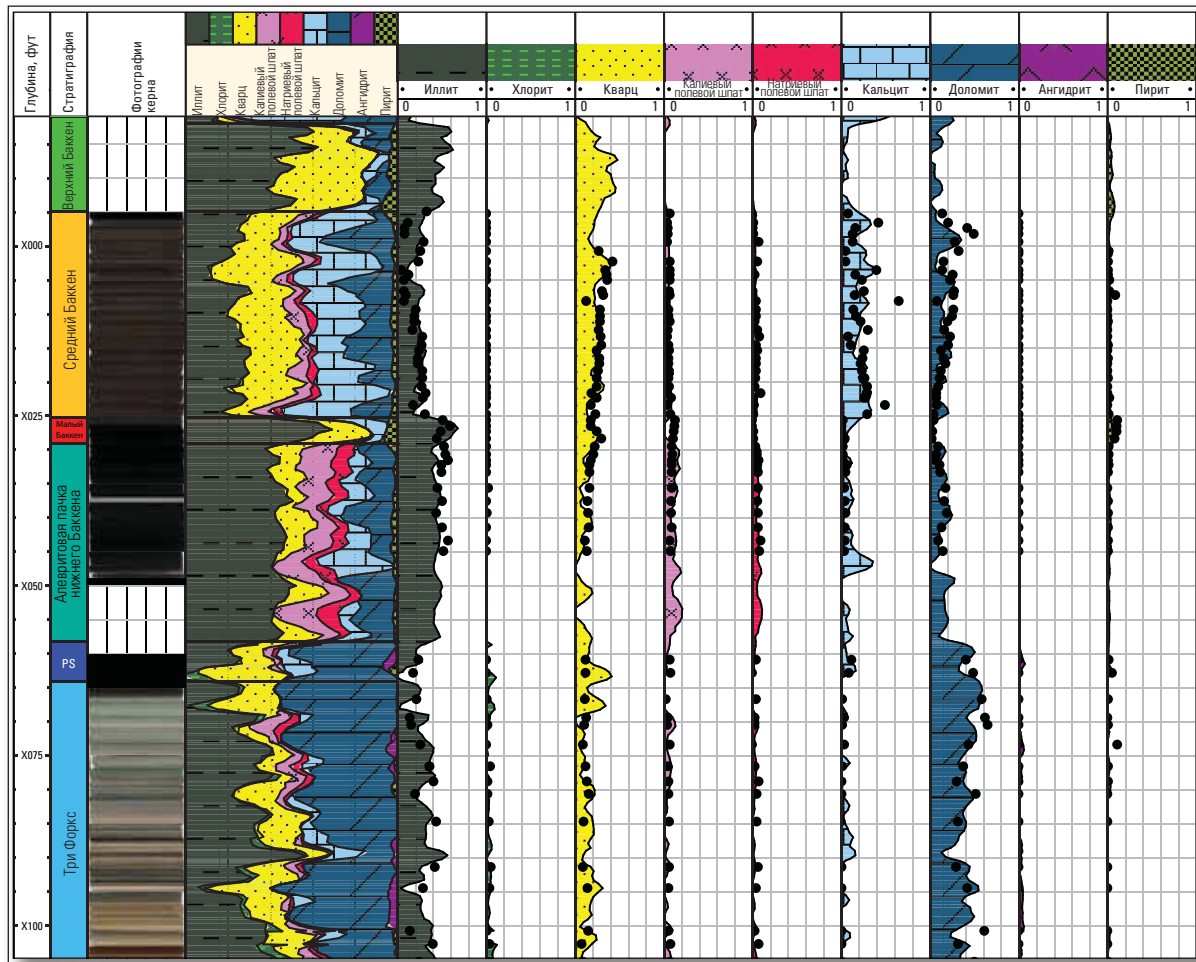 Глубина, фут
Стратиграфия
Фотографии
керна
Иллит
Хлорит
Кварц
Калиевый
полевой шпат
Натриевый
полевой шпат
Кальцит
Доломит
Ангидрит
Пирит
Иллит
0 1
Хлорит
0 1
Кварц
0 1
Калиевый
полевой шпат
0 1
Натриевый
полевой шпат
0 1
Кальцит
0 1
Доломит
0 1
Ангидрит
0 1
Пирит
0 1
Верхний Баккен
X000
Средний Баккен
X025
Малый
Баккен
Алевритовая пачка
нижнего Баккена
X050
PS
X075
Три Форкс
X100